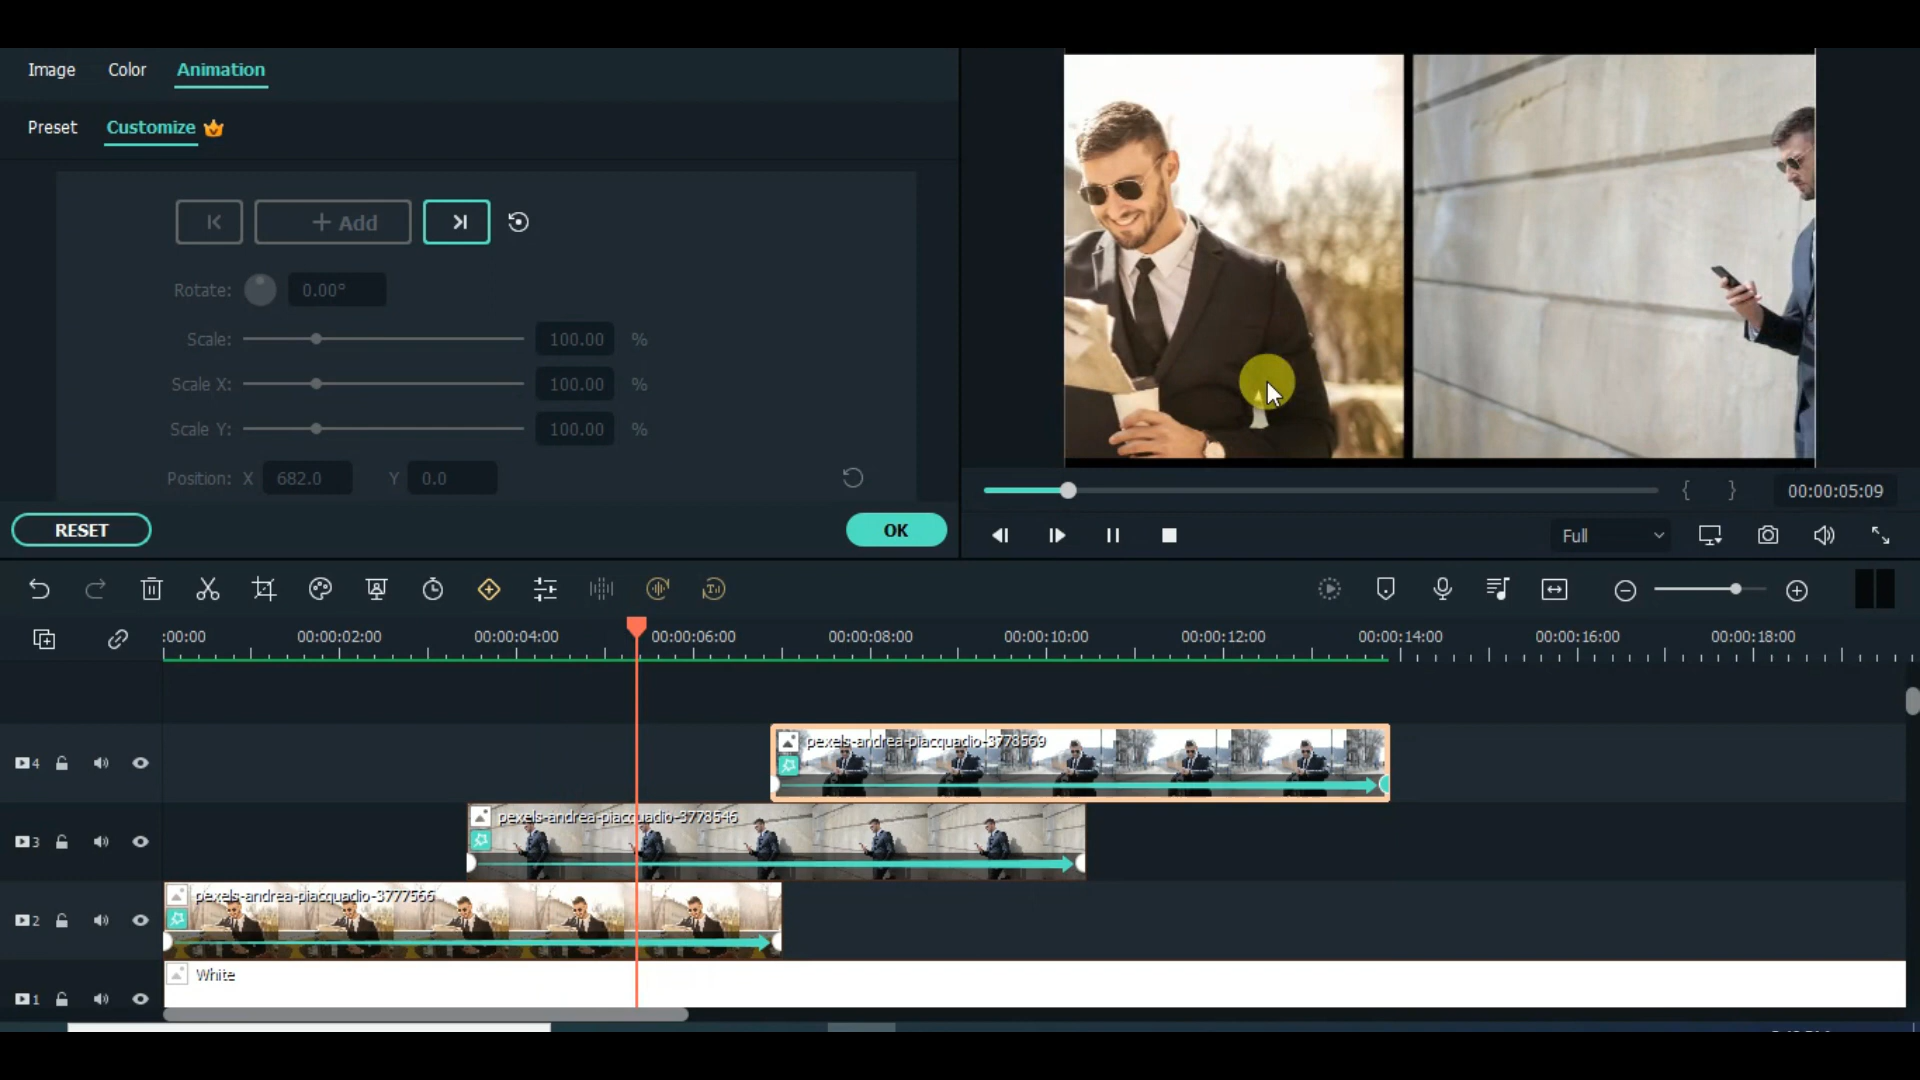 Image Color Animation
Preset Customize
+ Add
Rotate: 0.00°
Scale: 100.00 %
Scale X: 100.00 %
Scale Y: 100.00 %
Position: X 682.0 Y 0.0
RESET OK
{ } 00:00:05:09
Full
:00:00 00:00:02:00 00:00:04:00 00:00:06:00 00:00:08:00 00:00:10:00 00:00:12:00 00:00:14:00 00:00:16:00 00:00:18:00
4 pexels-andrea-piacquadio-3778569
3 pexels-andrea-piacquadio-3778546
2 pexels-andrea-piacquadio-3777566
1 White